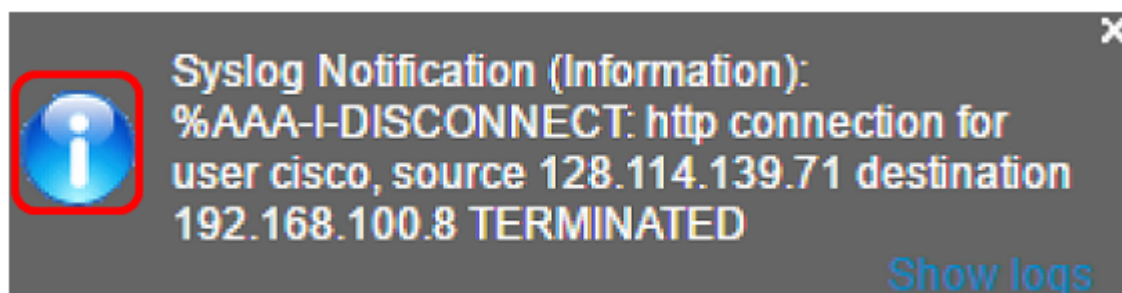 Syslog Notification (Information):
%AAA-I-DISCONNECT: http connection for
user cisco, source 128.114.139.71 destination
192.168.100.8 TERMINATED
Show logs